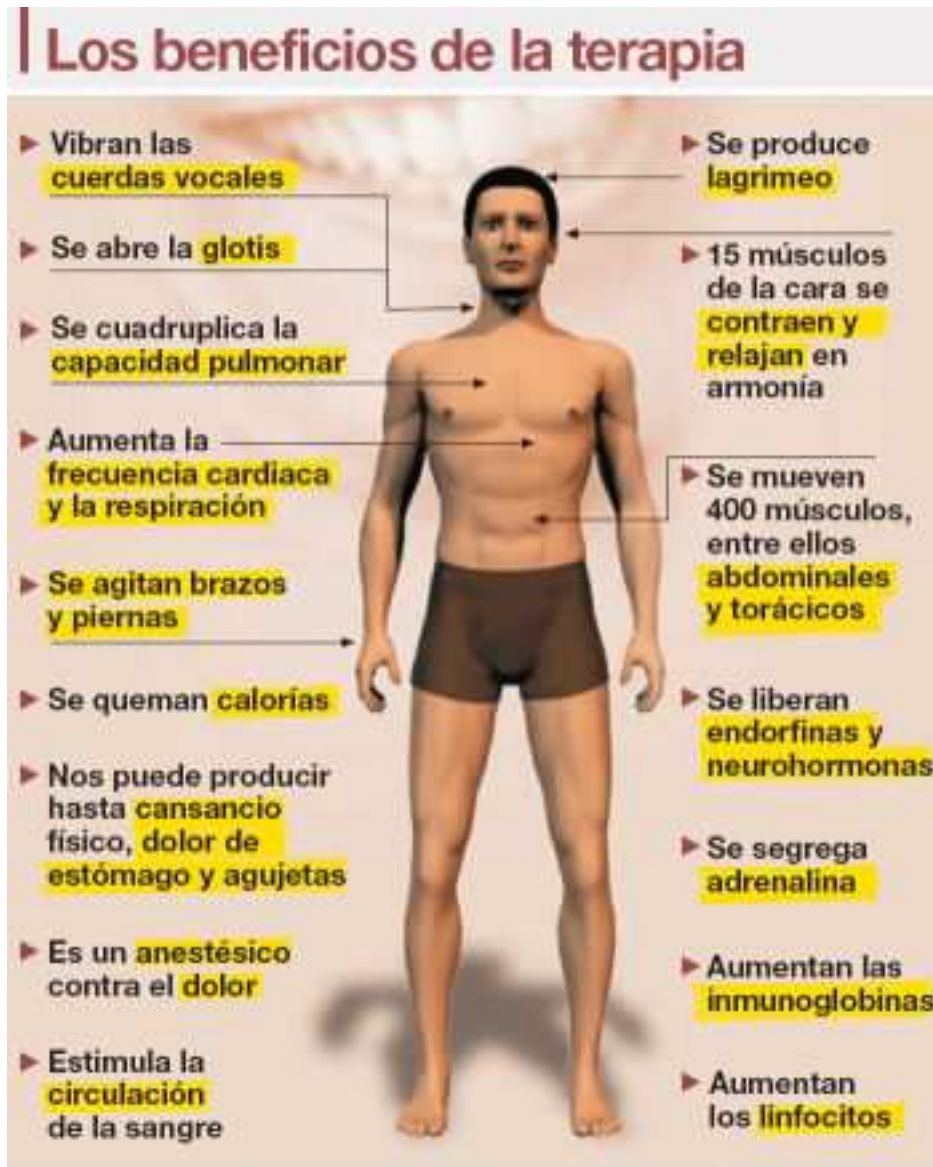 Los beneficios de la terapia
Vibran las
cuerdas vocales
Se abre la glotis
Se cuadruplica la
capacidad pulmonar
Aumenta la
frecuencia cardiaca
y la respiración
Se agitan brazos
y piernas
Se queman calorías
Nos puede producir
hasta cansancio
físico, dolor de
estómago y agujetas
Es un anestésico
contra el dolor
Estimula la
circulación
de la sangre
Se produce
lagrimeo
15 músculos
de la cara se
contraen y
relajan en
armonía
Se mueven
400 músculos,
entre ellos
abdominales
y torácicos
Se liberan
endorfinas y
neurohormonas
Se segrega
adrenalina
Aumentan las
inmunoglobinas
Aumentan
los linfocitos